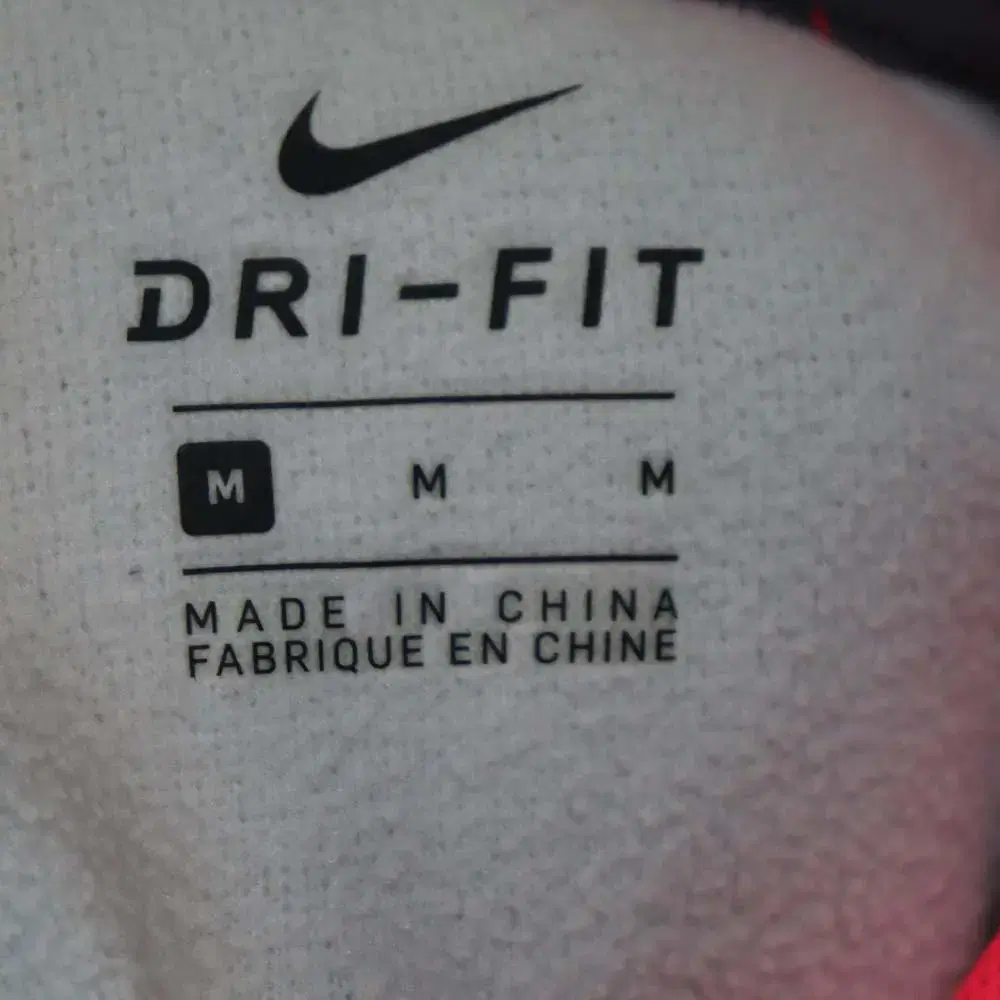 DRI-FIT
M M M
MADE IN CHINA
FABRIQUE EN CHINE